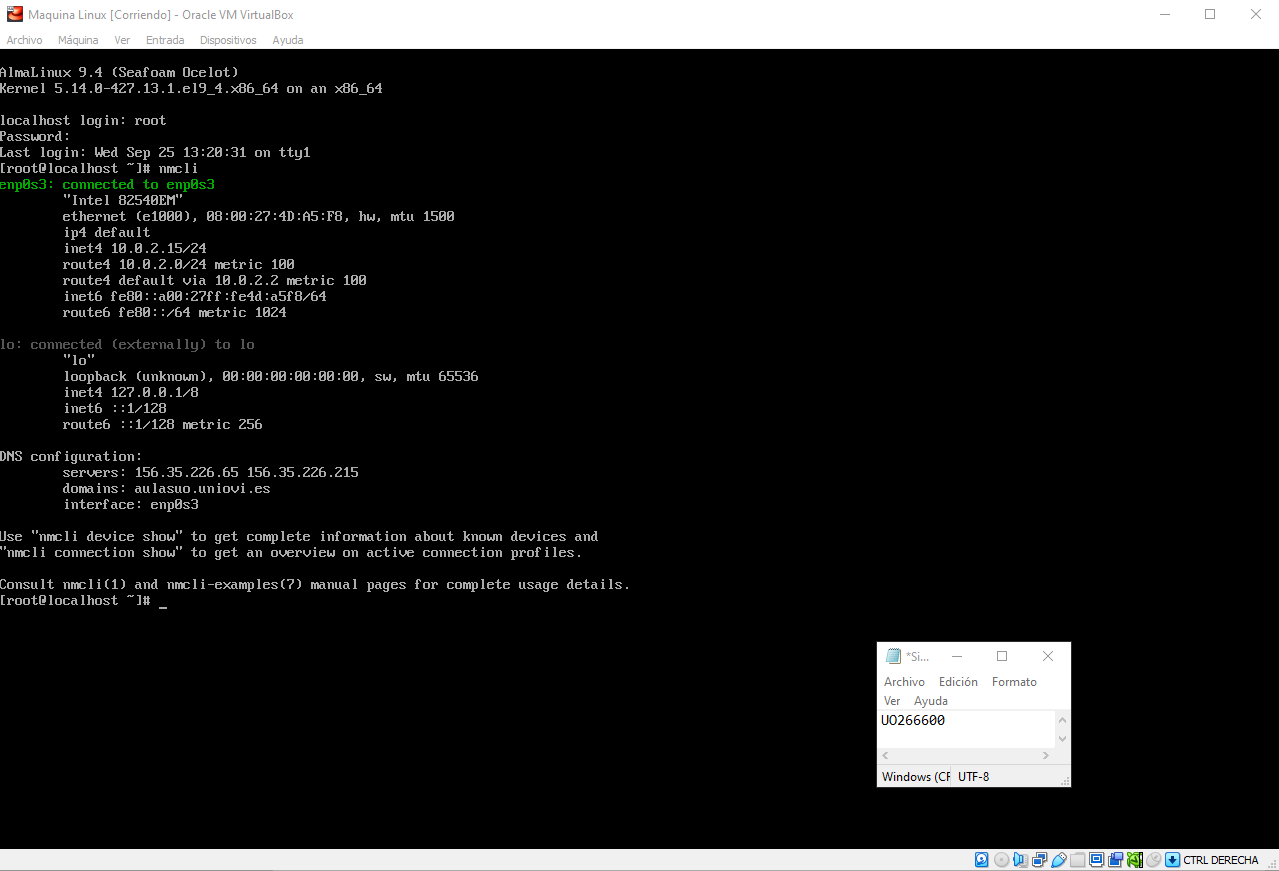 Maquina Linux [Corriendo] - Oracle VM VirtualBox
Archivo Máquina Ver Entrada Dispositivos Ayuda
AlmaLinux 9.4 (Seafoam Ocelot)
Kernel 5.14.0-427.13.1.el9_4.x86_64 on an x86_64
localhost login: root
Password:
Last login: Wed Sep 25 13:20:31 on tty1
[root@localhost ~]# nmcli
enp0s3: connected to enp0s3
"Intel 82540EM"
ethernet (e1000), 08:00:27:4D:A5:F8, hw, mtu 1500
ip4 default
inet4 10.0.2.15/24
route4 10.0.2.0/24 metric 100
route4 default via 10.0.2.2 metric 100
inet6 fe80::a00:27ff:fe4d:a5f8/64
route6 fe80::/64 metric 1024
lo: connected (externally) to lo
"lo"
loopback (unknown), 00:00:00:00:00:00, sw, mtu 65536
inet4 127.0.0.1/8
inet6 ::1/128
route6 ::1/128 metric 256
DNS configuration:
servers: 156.35.226.65 156.35.226.215
domains: aulasuo.uniovi.es
interface: enp0s3
Use "nmcli device show" to get complete information about known devices and
"nmcli connection show" to get an overview on active connection profiles.
Consult nmcli(1) and nmcli-examples(7) manual pages for complete usage details.
[root@localhost ~]# _
*Si...
Archivo Edición Formato
Ver Ayuda
UO266600
Windows (CF UTF-8
CTRL DERECHA